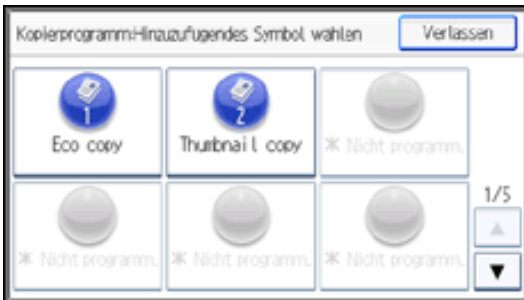 Kopierprogramm:Hinzuzufugendes Symbol wahlen
Verlassen
1
2
Eco copy
Thumbnail copy
✱ Nicht programm.
1/5
✱ Nicht programm.
✱ Nicht programm.
✱ Nicht programm.